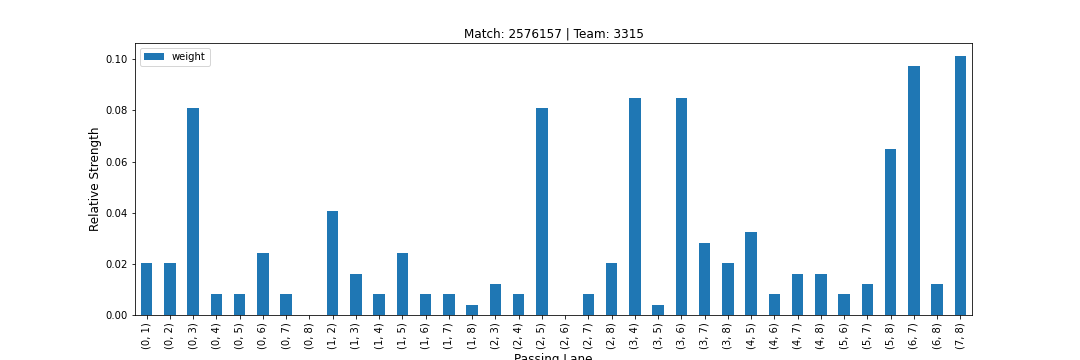 Match: 2576157 | Team: 3315
weight
0.10
0.08
0.06
0.04
0.02
0.00
Relative Strength
(0, 1) (0, 2) (0, 3) (0, 4) (0, 5) (0, 6) (0, 7) (0, 8) (1, 2) (1, 3) (1, 4) (1, 5) (1, 6) (1, 7) (1, 8) (2, 3) (2, 4) (2, 5) (2, 6) (2, 7) (2, 8) (3, 4) (3, 5) (3, 6) (3, 7) (3, 8) (4, 5) (4, 6) (4, 7) (4, 8) (5, 6) (5, 7) (5, 8) (6, 7) (6, 8) (7, 8)
Passing Lane